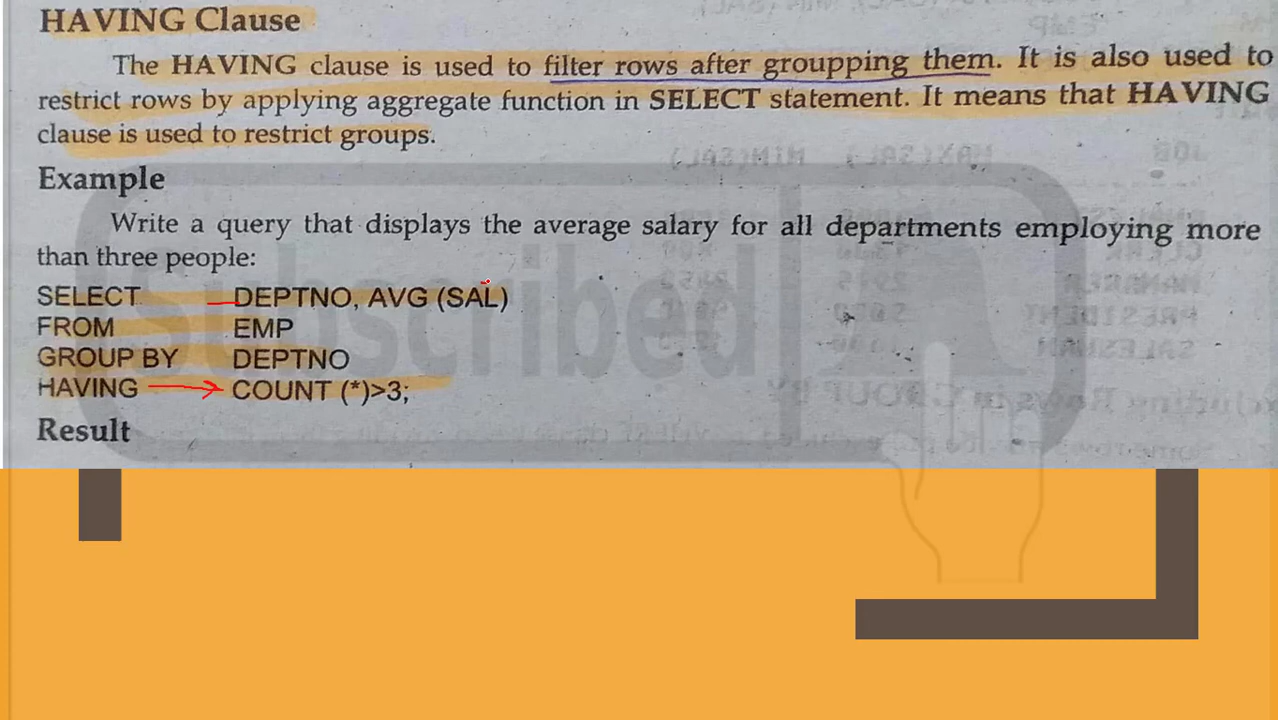 HAVING Clause
The HAVING clause is used to filter rows after groupping them. It is also used to
restrict rows by applying aggregate function in SELECT statement. It means that HAVING
clause is used to restrict groups.
Example
Write a query that displays the average salary for all departments employing more
than three people:
SELECT DEPTNO, AVG (SAL)
FROM EMP
GROUP BY DEPTNO
HAVING COUNT (*)>3;
Result
Subscribed